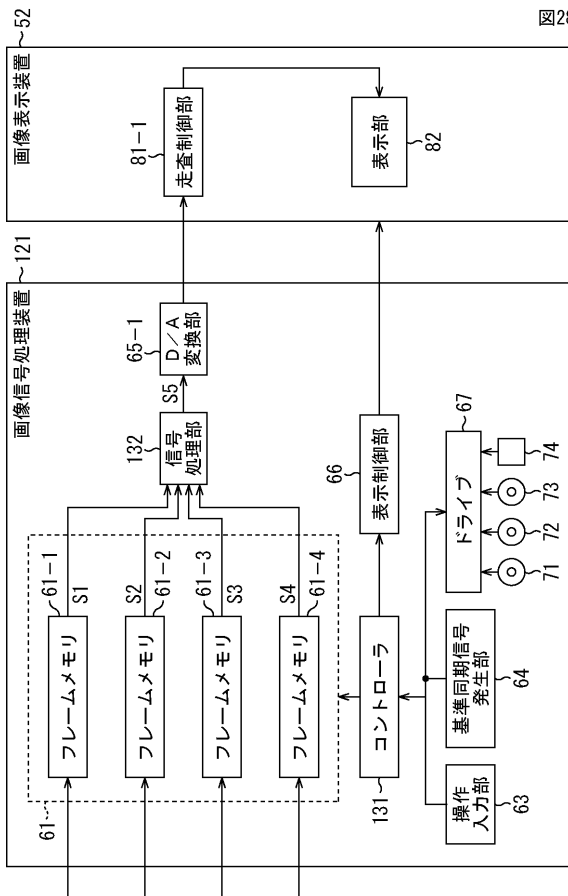 図28
画像表示装置
52
走査制御部
81-1
表示部
82
画像信号処理装置
121
D/A
変換部
65-1
S5
信号
処理部
132
61
フレームメモリ
61-1
S1
フレームメモリ
61-2
S2
フレームメモリ
61-3
S3
フレームメモリ
61-4
S4
コントローラ
131
表示制御部
66
ドライブ
67
71
72
73
74
操作
入力部
63
基準同期信号
発生部
64